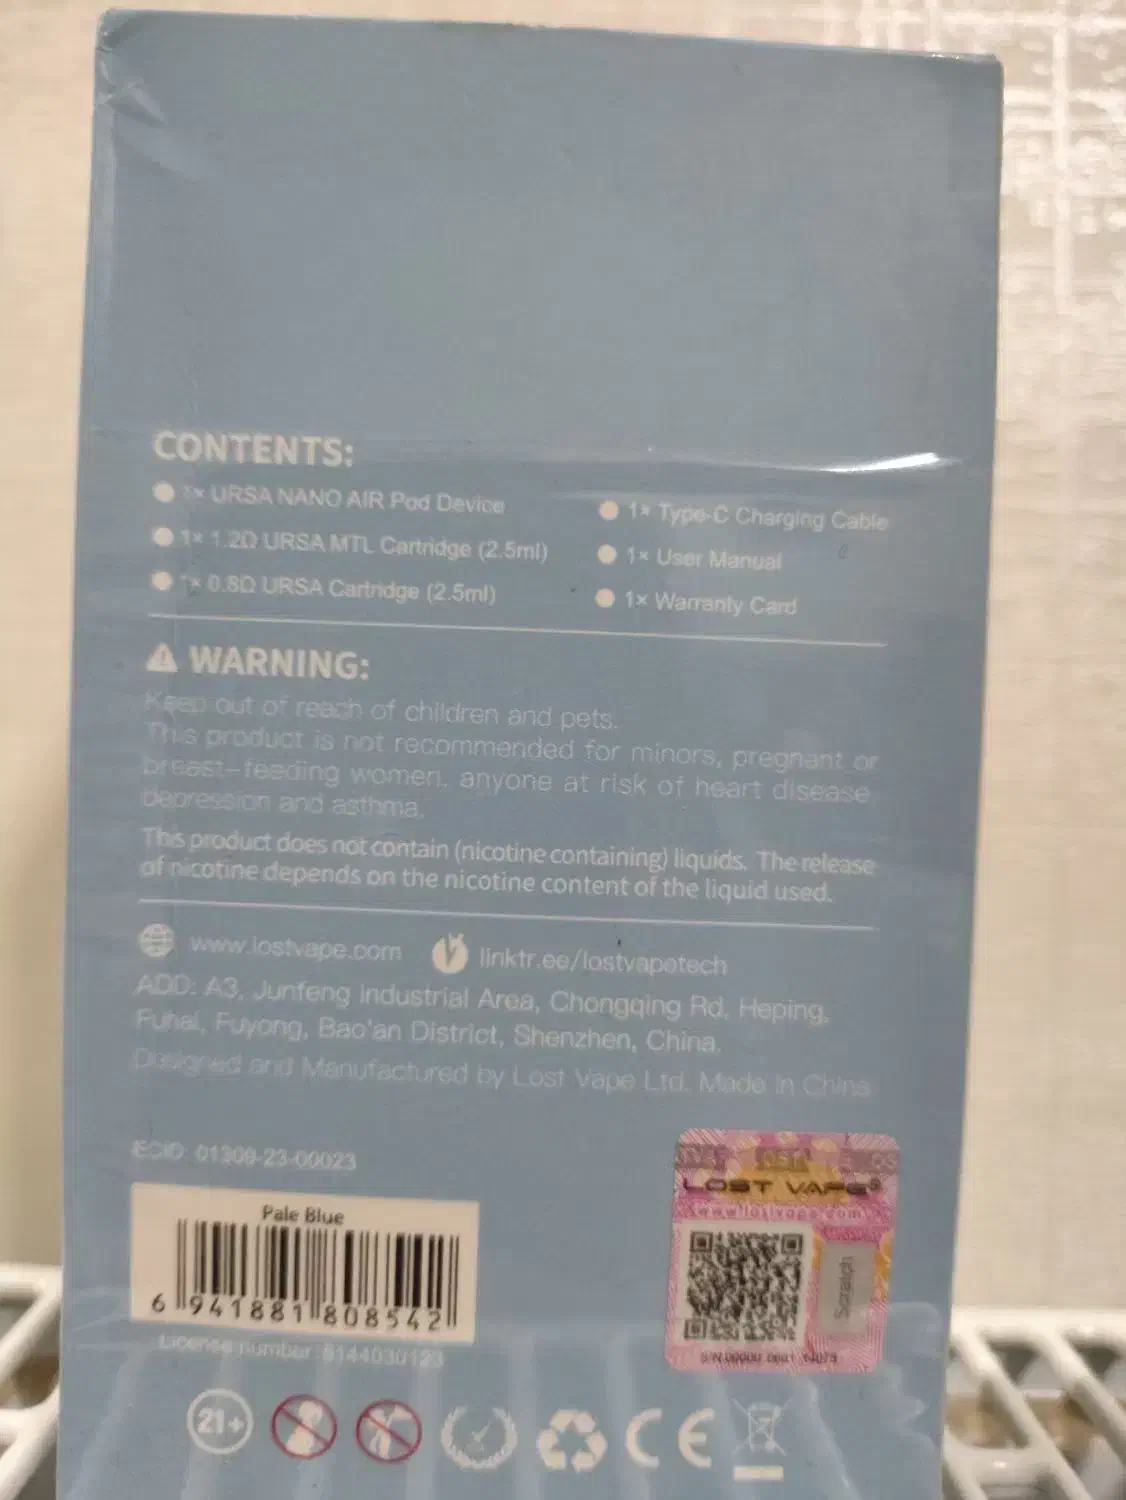 CONTENTS:
1× URSA NANO AIR Pod Device
1× 1.2Ω URSA MTL Cartridge (2.5ml)
1× 0.8Ω URSA Cartridge (2.5ml)
1× Type-C Charging Cable
1× User Manual
1× Warranty Card
WARNING:
Keep out of reach of children and pets.
This product is not recommended for minors, pregnant or
breast-feeding women, anyone at risk of heart disease,
depression and asthma.
This product does not contain (nicotine containing) liquids. The release
of nicotine depends on the nicotine content of the liquid used.
www.lostvape.com linktr.ee/lostvapetech
ADD: A3, Junfeng Industrial Area, Chongqing Rd, Heping,
Fuhai, Fuyong, Bao'an District, Shenzhen, China.
Designed and Manufactured by Lost Vape Ltd. Made in China
ECID: 01309-23-00023
Pale Blue
6 941881 808542
License number: 9144030123
LOST VAPE®
www.lostvape.com
Scratch
21+
CE